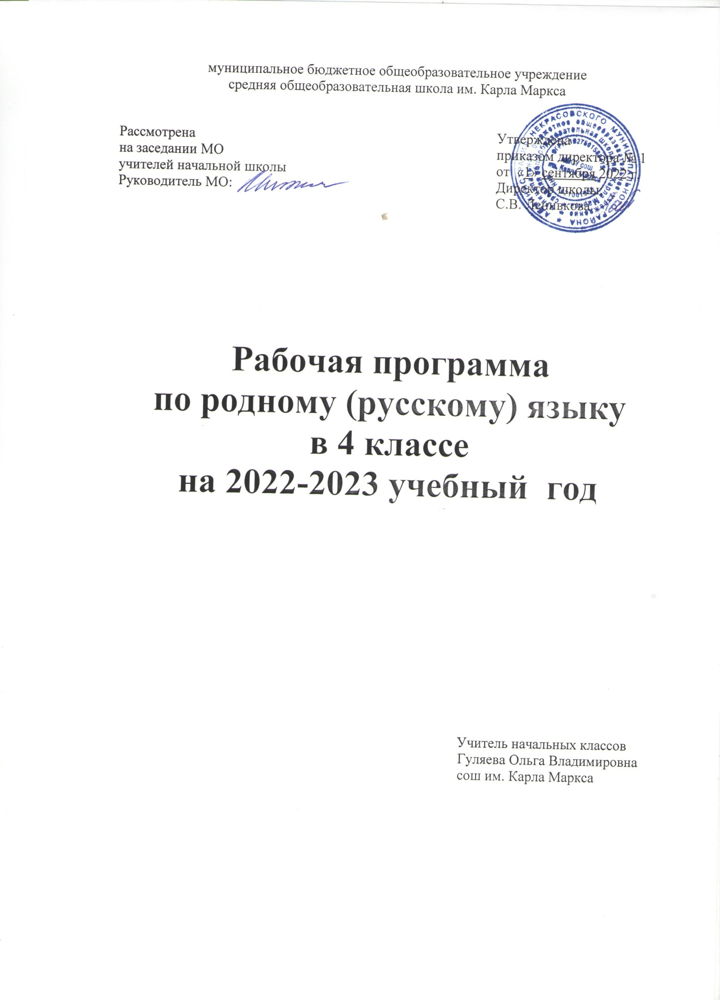 муниципальное бюджетное общеобразовательное учреждение
средняя общеобразовательная школа им. Карла Маркса
Рассмотрена
на заседании МО
учителей начальной школы
Руководитель МО:
Утверждена
приказом директора № 1
от «1» сентября 2022 г.
Директор школы
С.В. Ленивкова
НЕКРАСОВСКОГО МУНИЦИПАЛЬНОГО РАЙОНА
Рабочая программа
по родному (русскому) языку
в 4 классе
на 2022-2023 учебный год
Учитель начальных классов
Гуляева Ольга Владимировна
сош им. Карла Маркса